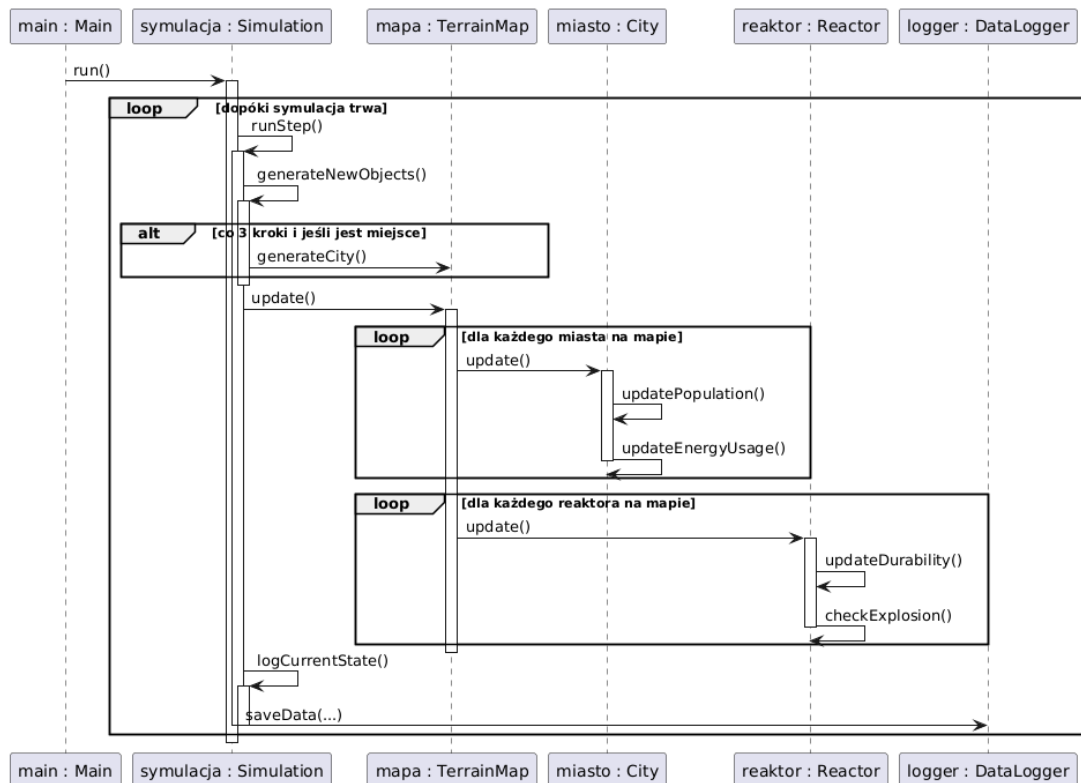 main : Main
symulacja : Simulation
mapa : TerrainMap
miasto : City
reaktor : Reactor
logger : DataLogger
run()
loop
[dopóki symulacja trwa]
runStep()
generateNewObjects()
alt
[co 3 kroki i jeśli jest miejsce]
generateCity()
update()
loop
[dla każdego miasta na mapie]
update()
updatePopulation()
updateEnergyUsage()
loop
[dla każdego reaktora na mapie]
update()
updateDurability()
checkExplosion()
logCurrentState()
saveData(...)
main : Main
symulacja : Simulation
mapa : TerrainMap
miasto : City
reaktor : Reactor
logger : DataLogger